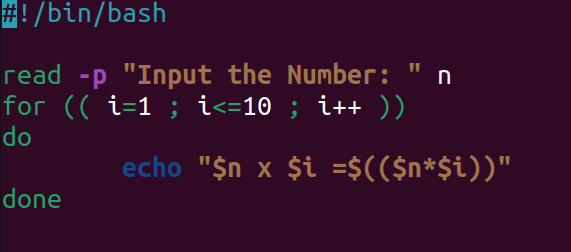 #!/bin/bash
read -p "Input the Number: " n
for (( i=1 ; i<=10 ; i++ ))
do
        echo "$n x $i =$(($n*$i))"
done